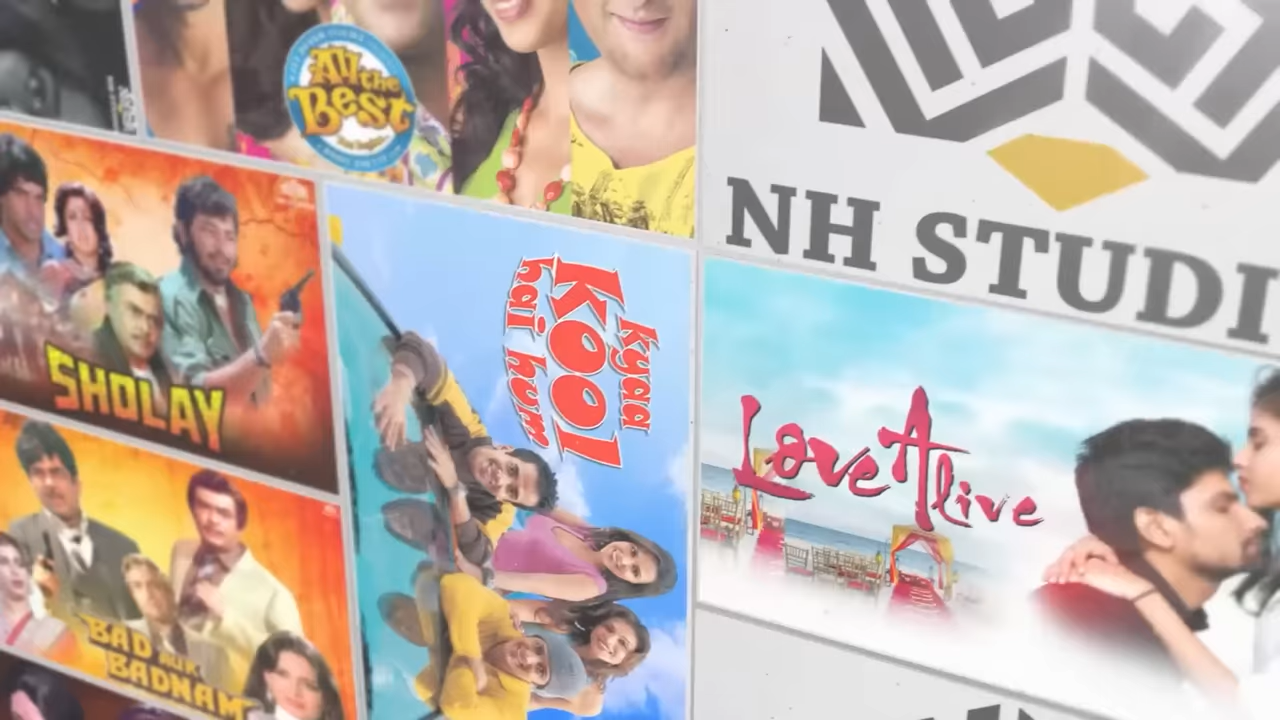 All the
Best
NH STUDI
SHOLAY
Kyaa
Kool
hai hum
Love Alive
BAD AUR
BADNAM